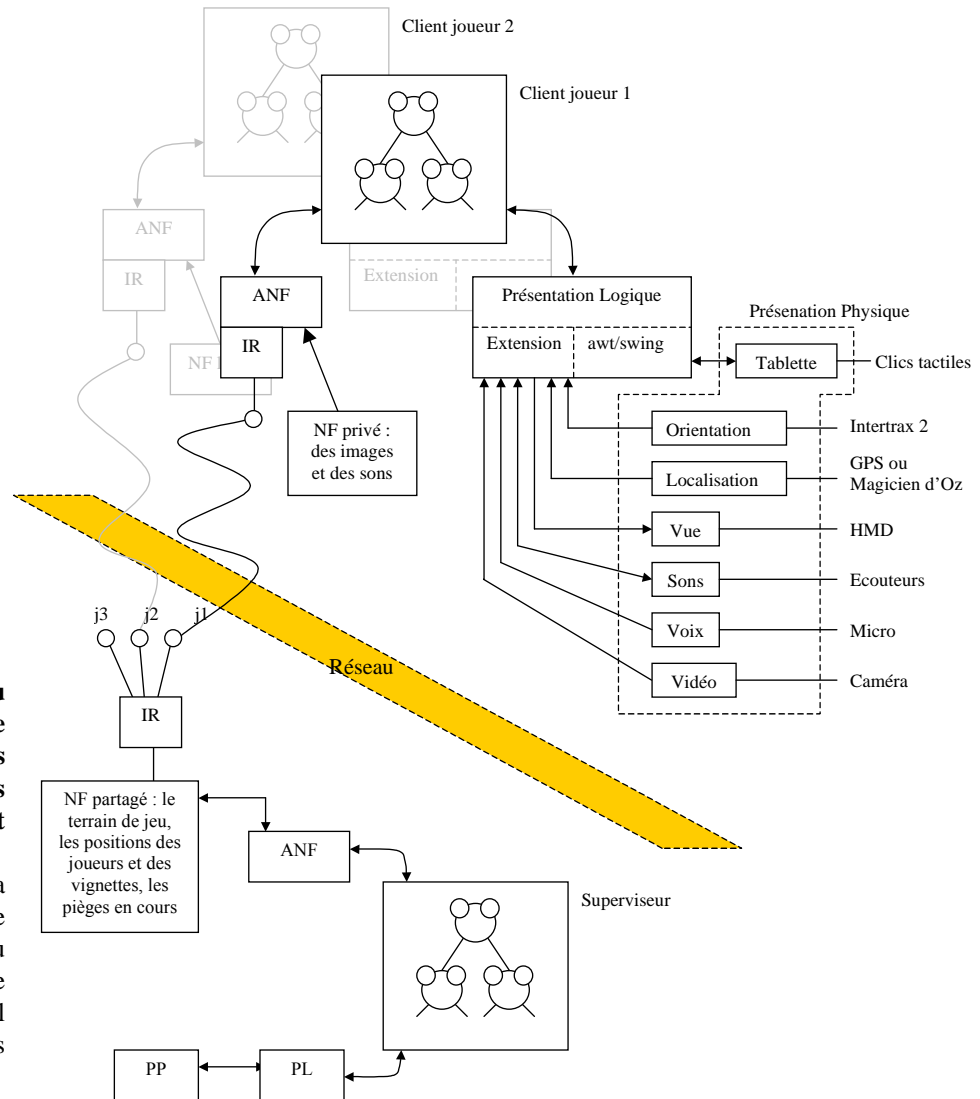 Client joueur 2
Client joueur 1
ANF
IR
Extension
ANF
IR
Présentation Logique
Extension
awt/swing
Présenation Physique
Tablette
Clics tactiles
NF
NF privé :
des images
et des sons
Orientation
Intertrax 2
Localisation
GPS ou
Magicien d’Oz
Vue
HMD
Sons
Ecouteurs
Voix
Micro
Vidéo
Caméra
j3
j2
j1
Réseau
IR
NF partagé : le
terrain de jeu,
les positions des
joueurs et des
vignettes, les
pièges en cours
ANF
Superviseur
PP
PL
u
e
s
s
t
a
e
u
e
l
s